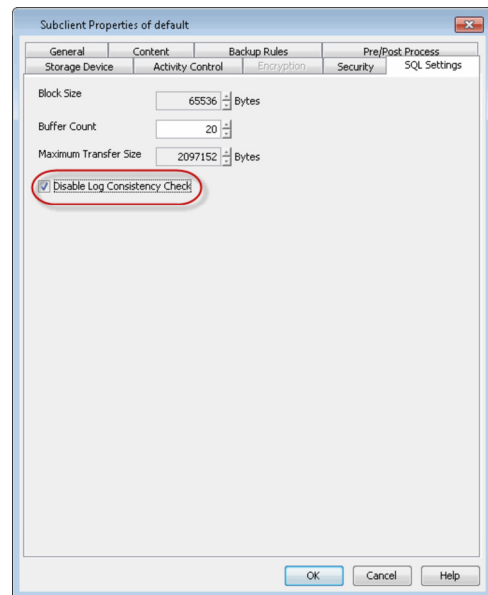 Subclient Properties of default
General Content Backup Rules Pre/Post Process
Storage Device Activity Control Encryption Security SQL Settings
Block Size 65536 Bytes
Buffer Count 20
Maximum Transfer Size 2097152 Bytes
Disable Log Consistency Check
OK Cancel Help